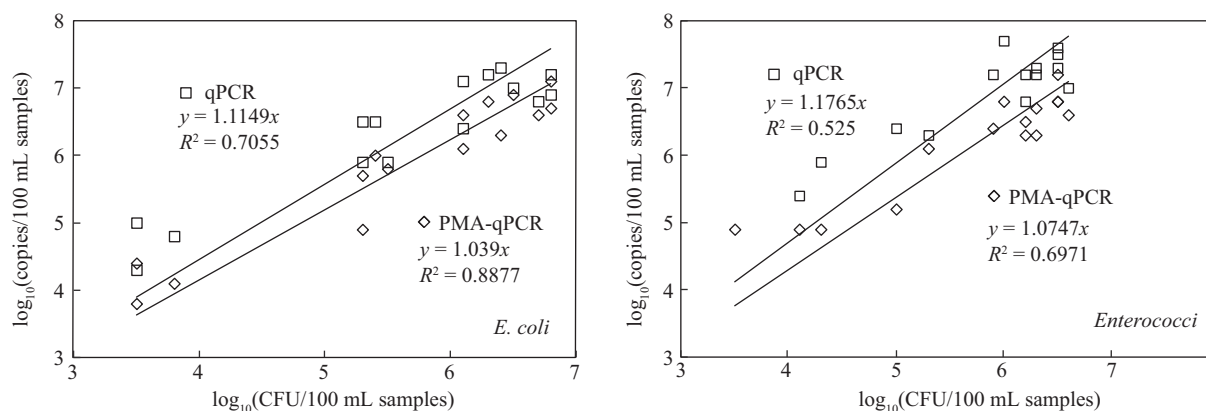 8
7
6
5
4
3
log₁₀(copies/100 mL samples)
qPCR
y = 1.1149x
R² = 0.7055
PMA-qPCR
y = 1.039x
R² = 0.8877
E. coli
3 4 5 6 7
log₁₀(CFU/100 mL samples)
8
7
6
5
4
3
log₁₀(copies/100 mL samples)
qPCR
y = 1.1765x
R² = 0.525
PMA-qPCR
y = 1.0747x
R² = 0.6971
Enterococci
3 4 5 6 7
log₁₀(CFU/100 mL samples)